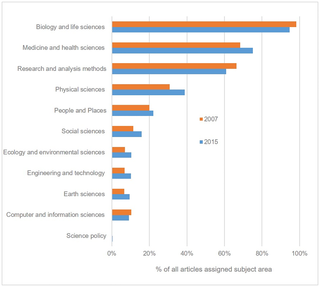 Biology and life sciences
Medicine and health sciences
Research and analysis methods
Physical sciences
People and Places
Social sciences
Ecology and environmental sciences
Engineering and technology
Earth sciences
Computer and information sciences
Science policy
2007
2015
0% 20% 40% 60% 80% 100%
% of all articles assigned subject area